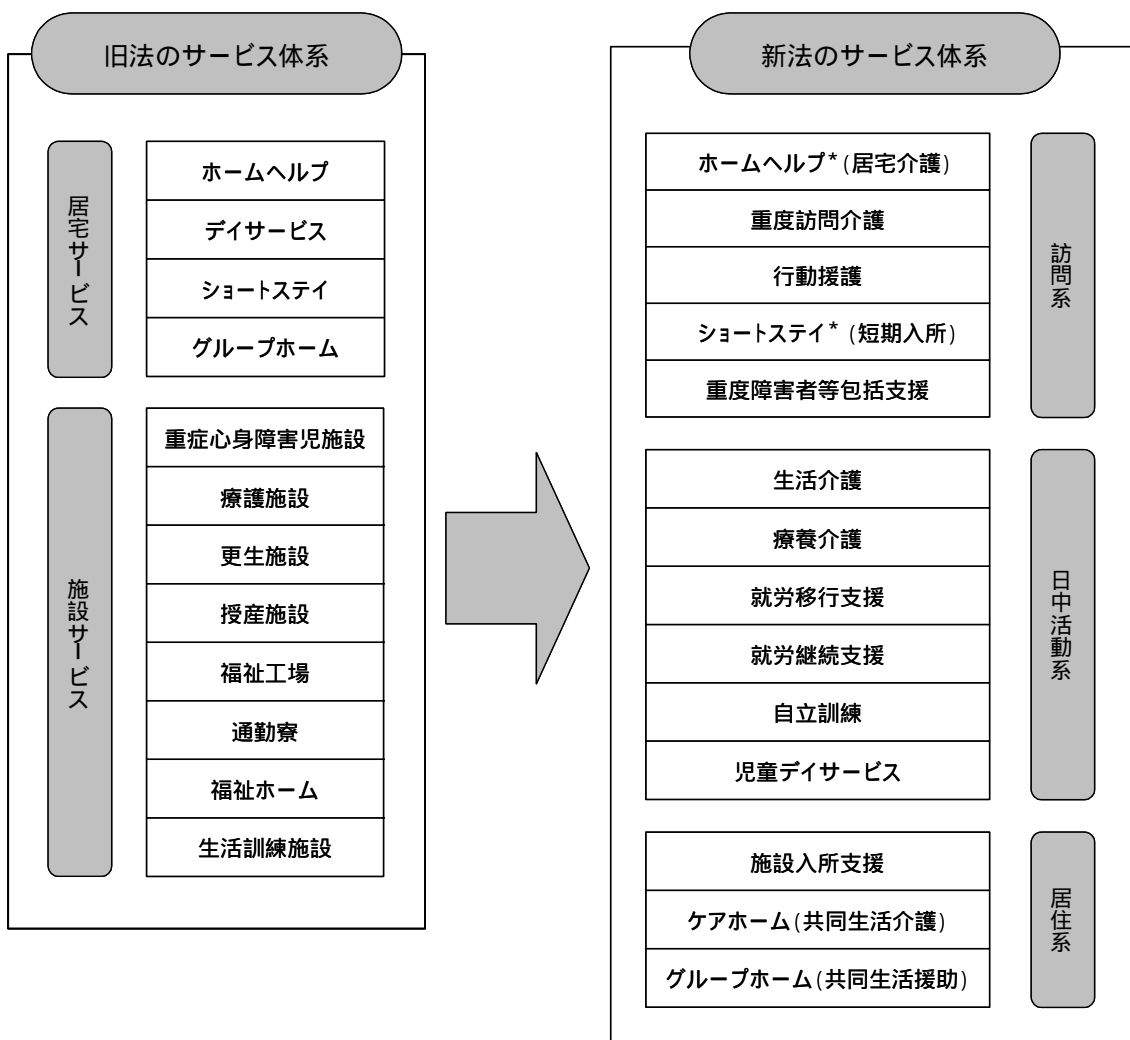 旧法のサービス体系
居宅サービス
ホームヘルプ
デイサービス
ショートステイ
グループホーム
施設サービス
重症心身障害児施設
療護施設
更生施設
授産施設
福祉工場
通勤寮
福祉ホーム
生活訓練施設
新法のサービス体系
ホームヘルプ*(居宅介護)
重度訪問介護
行動援護
ショートステイ*(短期入所)
重度障害者等包括支援
訪問系
生活介護
療養介護
就労移行支援
就労継続支援
自立訓練
児童デイサービス
日中活動系
施設入所支援
ケアホーム(共同生活介護)
グループホーム(共同生活援助)
居住系